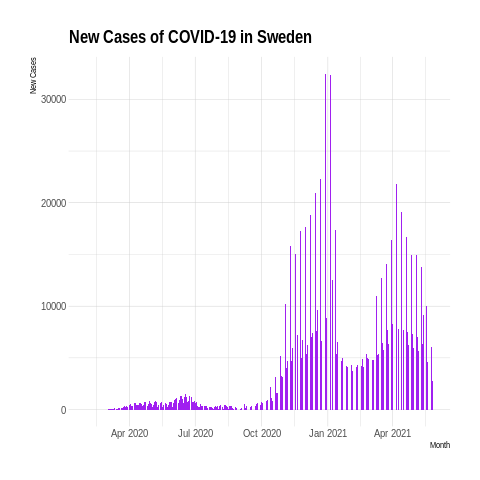 New Cases of COVID-19 in Sweden
New Cases
30000
20000
10000
0
Apr 2020 Jul 2020 Oct 2020 Jan 2021 Apr 2021
Month